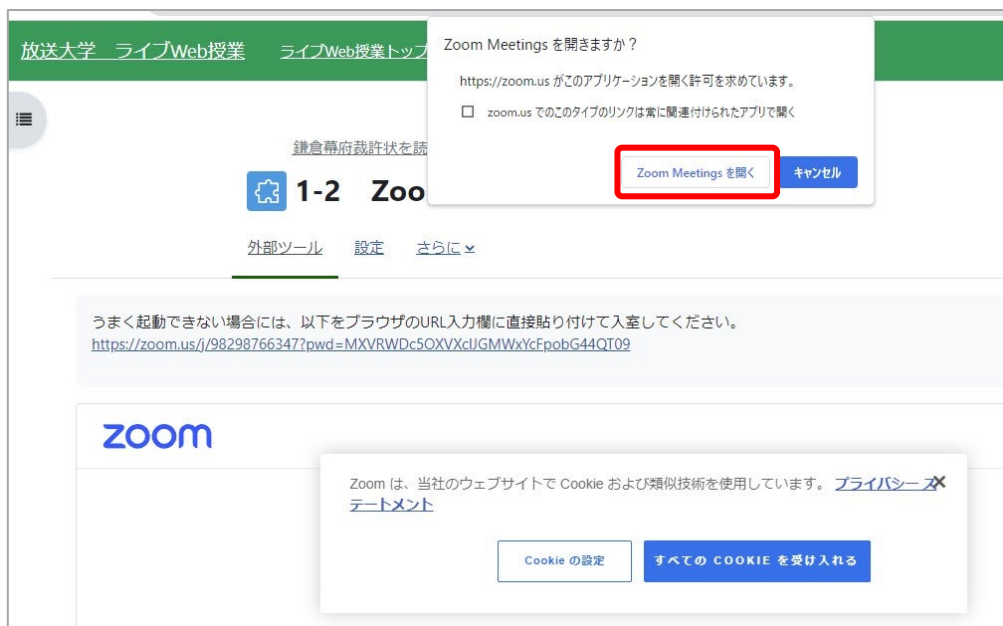 放送大学　ライブWeb授業
ライブWeb授業トップ
Zoom Meetings を開きますか？
https://zoom.us がこのアプリケーションを開く許可を求めています。
zoom.us でのこのタイプのリンクは常に関連付けられたアプリで開く
Zoom Meetings を開く
キャンセル
鎌倉幕府裁許状を読
1-2　Zoo
外部ツール
設定
さらに
うまく起動できない場合には、以下をブラウザのURL入力欄に直接貼り付けて入室してください。
https://zoom.us/j/98298766347?pwd=MXVRWDc5OXVXclJGMWxYcFpobG44QT09
zoom
Zoom は、当社のウェブサイトで Cookie および類似技術を使用しています。 プライバシー ス
テートメント
Cookie の設定
すべての COOKIE を受け入れる